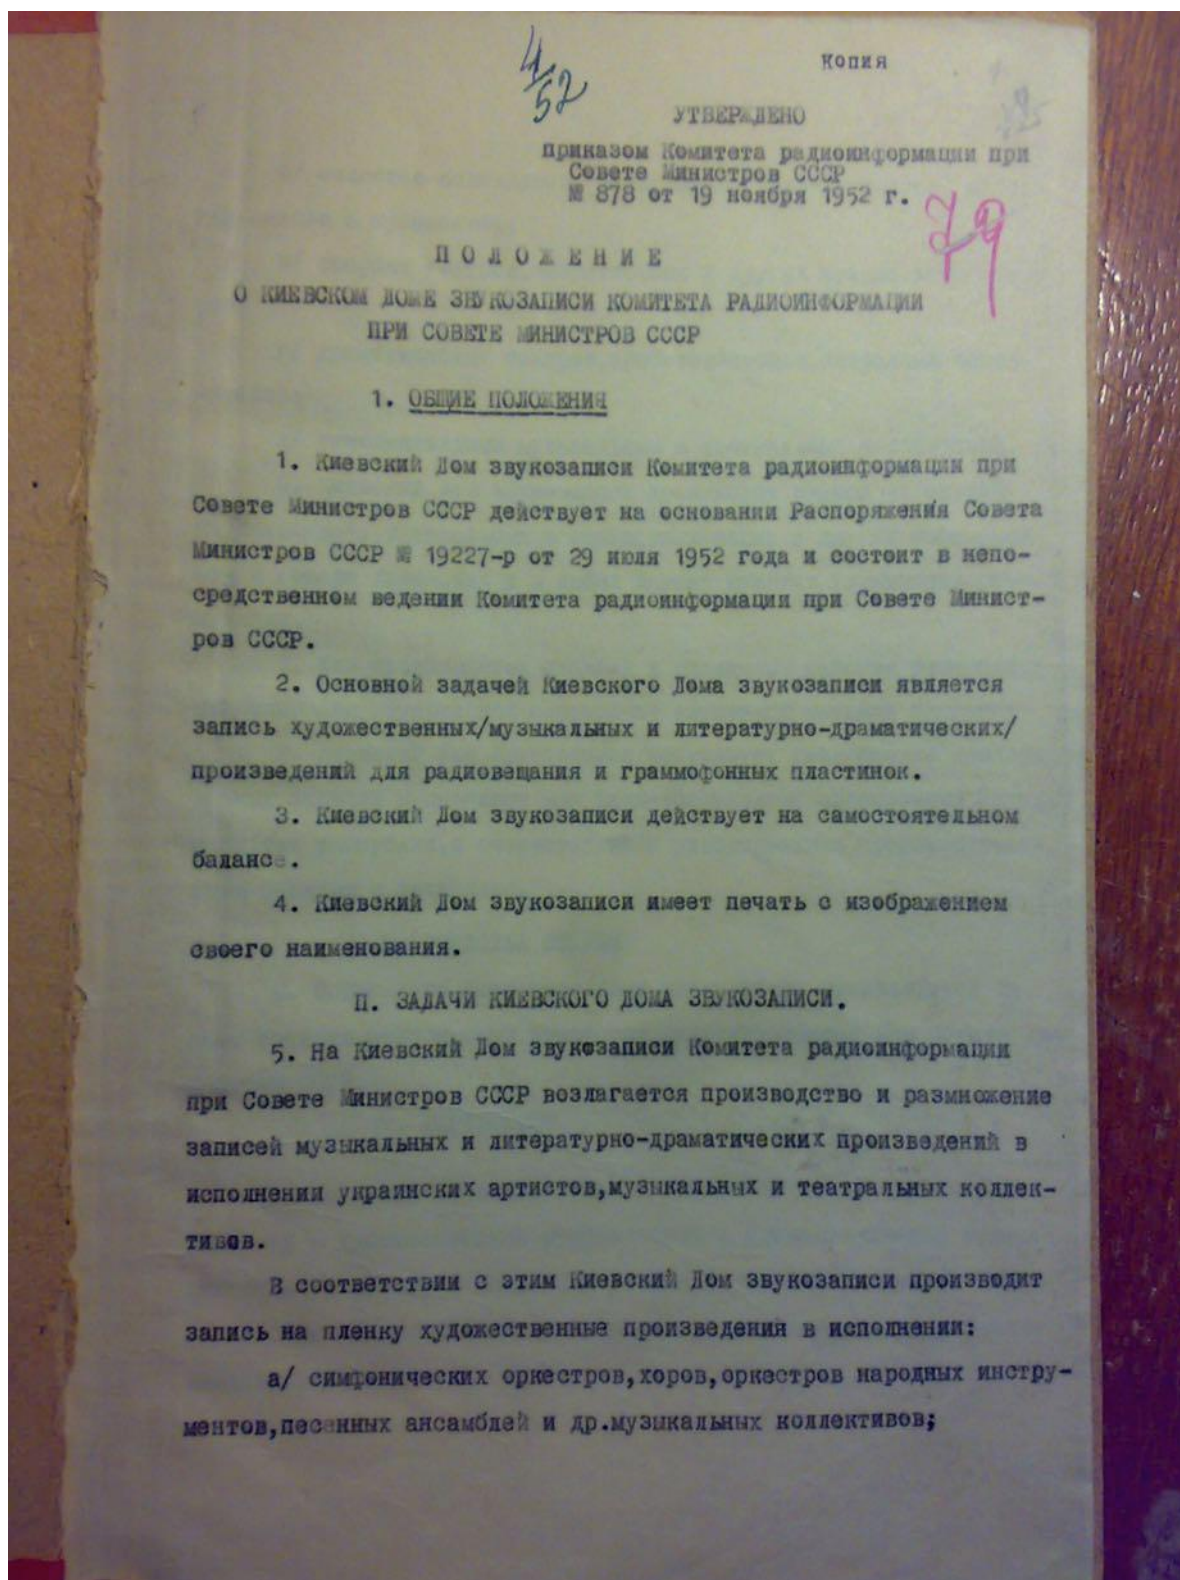 Копия
4/52
УТВЕРЖДЕНО
приказом Комитета радиоинформации при
Совете Министров СССР
№ 878 от 19 ноября 1952 г.
79
ПОЛОЖЕНИЕ
О КИЕВСКОМ ДОМЕ ЗВУКОЗАПИСИ КОМИТЕТА РАДИОИНФОРМАЦИИ
ПРИ СОВЕТЕ МИНИСТРОВ СССР
1. ОБЩИЕ ПОЛОЖЕНИЯ
1. Киевский Дом звукозаписи Комитета радиоинформации при
Совете Министров СССР действует на основании Распоряжения Совета
Министров СССР № 19227-р от 29 июля 1952 года и состоит в непо-
средственном ведении Комитета радиоинформация при Совете Минист-
ров СССР.
2. Основной задачей Киевского Дома звукозаписи является
запись художественных/музыкальных и литературно-драматических/
произведений для радиовещания и граммофонных пластинок.
3. Киевский Дом звукозаписи действует на самостоятельном
балансе.
4. Киевский Дом звукозаписи имеет печать с изображением
своего наименования.
П. ЗАДАЧИ КИЕВСКОГО ДОМА ЗВУКОЗАПИСИ.
5. На Киевский Дом звукозаписи Комитета радиоинформации
при Совете Министров СССР возлагается производство и размножение
записей музыкальных и литературно-драматических произведений в
исполнении украинских артистов,музыкальных и театральных коллек-
тивов.
В соответствии с этим Киевский Дом звукозаписи производит
запись на пленку художественные произведения в исполнении:
а/ симфонических оркестров,хоров,оркестров народных инстру-
ментов,песенных ансамблей и др.музыкальных коллективов;